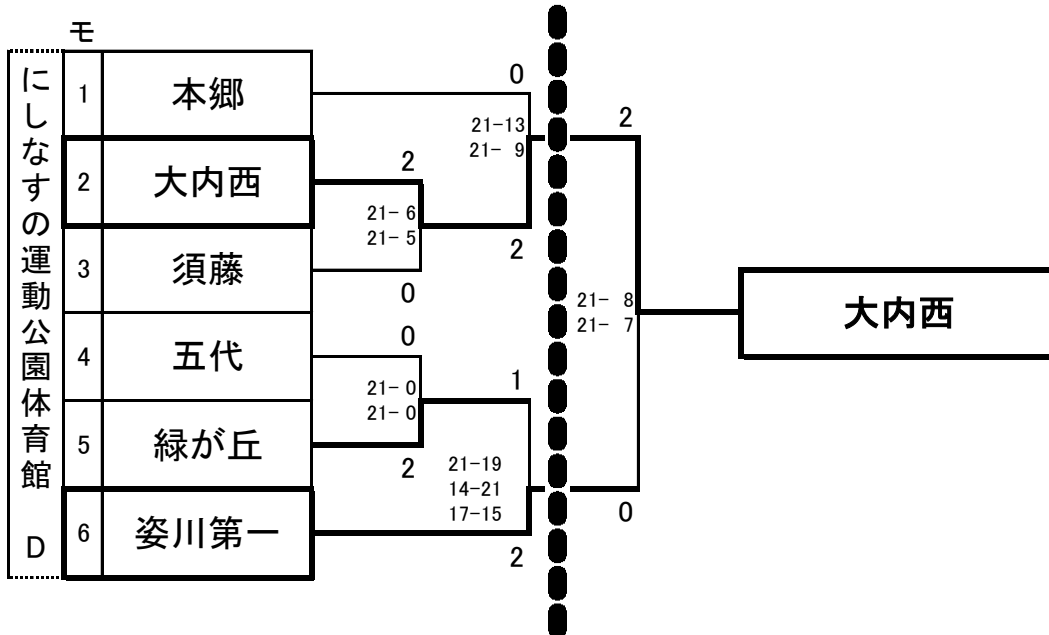 モ
にしなすの運動公園体育館 D
1 本郷
2 大内西
3 須藤
4 五代
5 緑が丘
6 姿川第一
0
21-13
21- 9
2
2
21- 6
21- 5
0
2
0
21- 0
21- 0
2
1
21-19
14-21
17-15
2
21- 8
21- 7
0
大内西